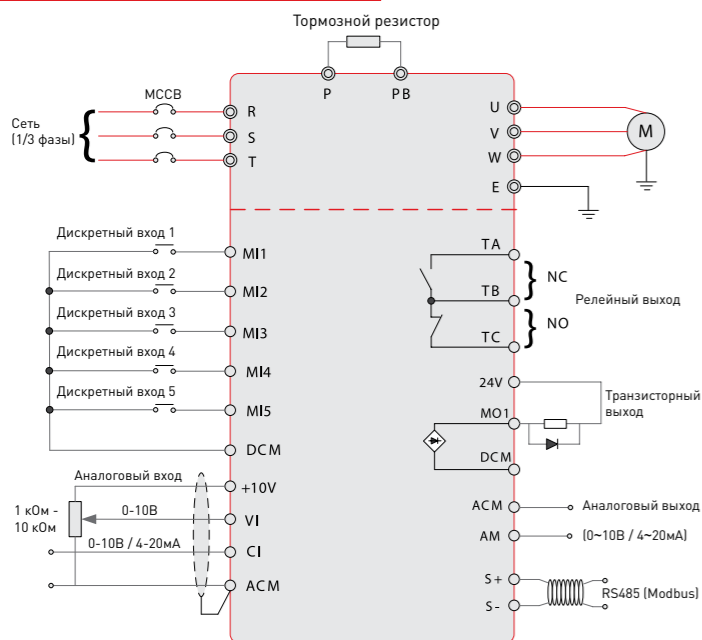 Тормозной резистор
P
PB
MCCB
Сеть
(1/3 фазы)
R
S
T
U
V
W
E
M
Дискретный вход 1
MI1
Дискретный вход 2
MI2
Дискретный вход 3
MI3
Дискретный вход 4
MI4
Дискретный вход 5
MI5
DCM
Аналоговый вход
+10V
1 кОм -
10 кОм
0-10В
VI
0-10В / 4-20мА
CI
ACM
TA
NC
TB
Релейный выход
NO
TC
24V
Транзисторный
выход
MO1
DCM
ACM
Аналоговый выход
AM
(0~10В / 4~20мА)
S+
RS485 (Modbus)
S-